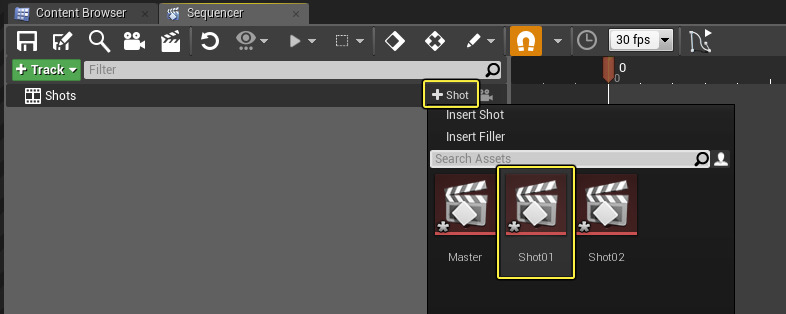 Content Browser Sequencer
30 fps
+ Track Filter 0
0
Shots + Shot
Insert Shot
Insert Filler
Search Assets
Master Shot01 Shot02